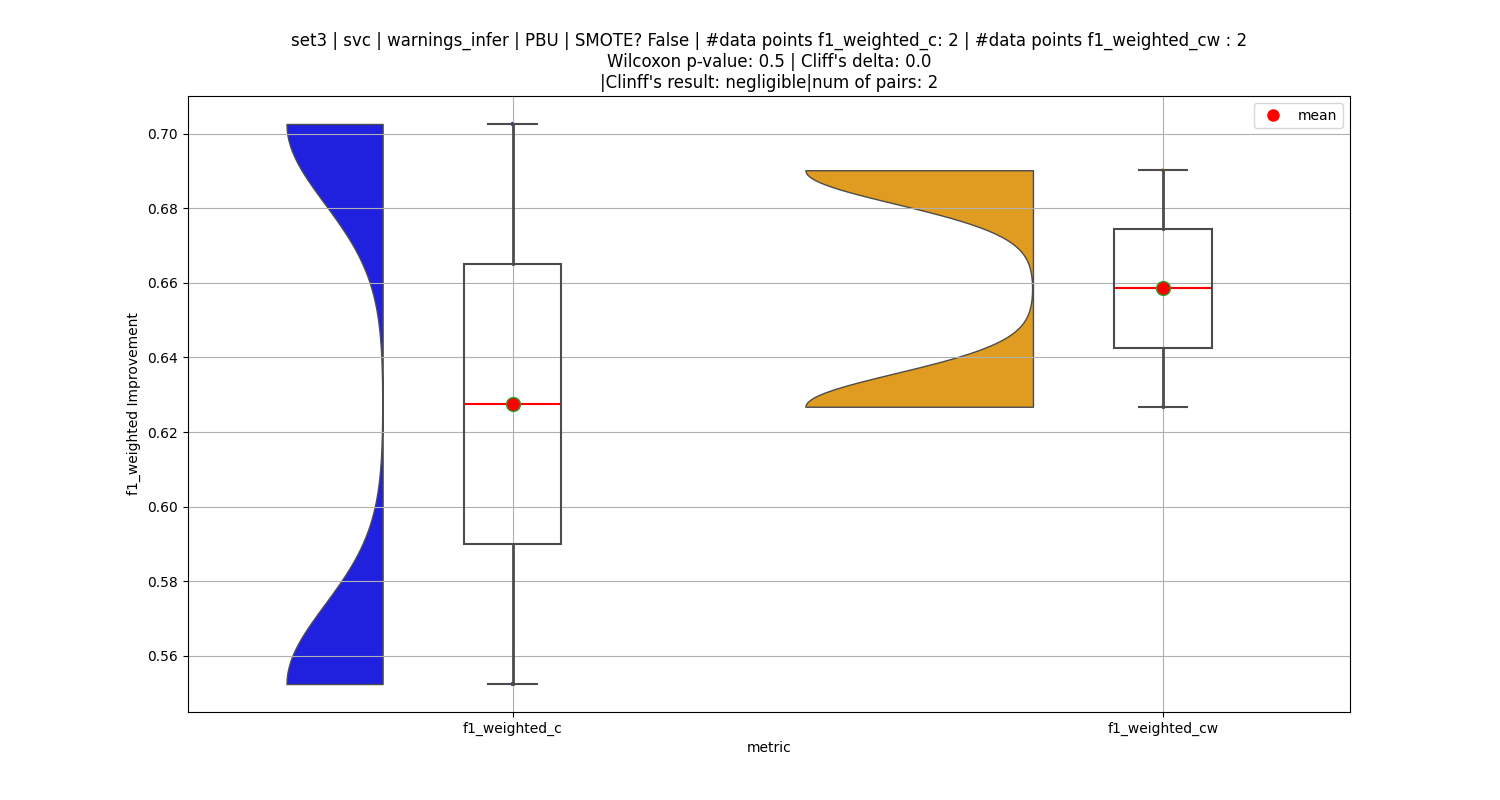 set3 | svc | warnings_infer | PBU | SMOTE? False | #data points f1_weighted_c: 2 | #data points f1_weighted_cw : 2
Wilcoxon p-value: 0.5 | Cliff's delta: 0.0
|Clinff's result: negligible|num of pairs: 2
mean
0.70
0.68
0.66
0.64
0.62
0.60
0.58
0.56
f1_weighted Improvement
f1_weighted_c
f1_weighted_cw
metric